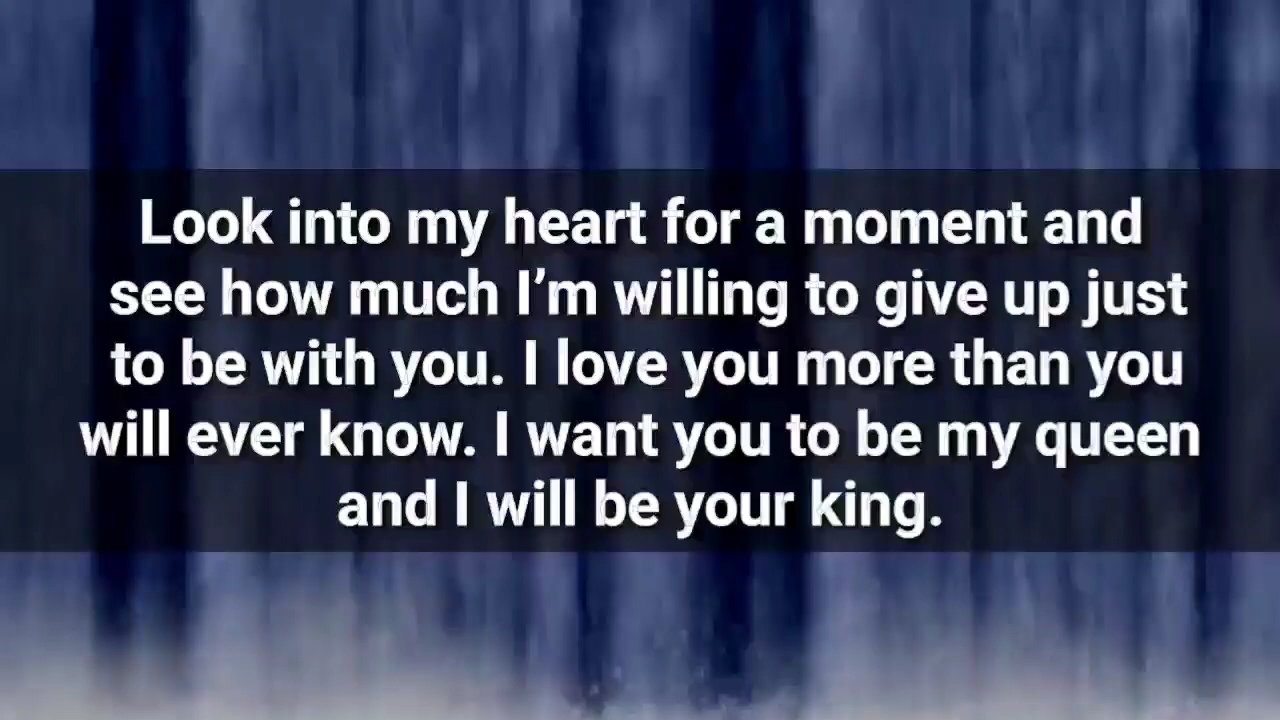 Look into my heart for a moment and
see how much I’m willing to give up just
to be with you. I love you more than you
will ever know. I want you to be my queen
and I will be your king.